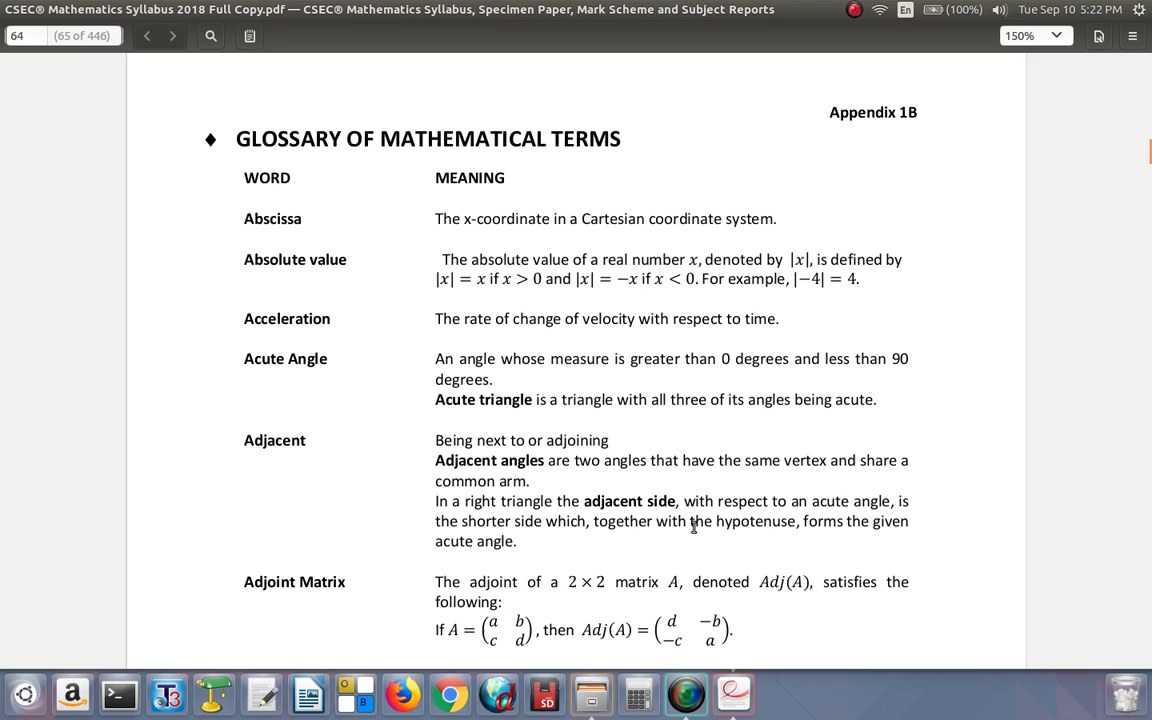 CSEC® Mathematics Syllabus 2018 Full Copy.pdf — CSEC® Mathematics Syllabus, Specimen Paper, Mark Scheme and Subject Reports
En (100%) Tue Sep 10 5:22 PM
64 (65 of 446) 150%
Appendix 1B
♦ GLOSSARY OF MATHEMATICAL TERMS
WORD MEANING
Abscissa The x-coordinate in a Cartesian coordinate system.
Absolute value The absolute value of a real number x, denoted by |x|, is defined by
|x| = x if x > 0 and |x| = −x if x < 0. For example, |−4| = 4.
Acceleration The rate of change of velocity with respect to time.
Acute Angle An angle whose measure is greater than 0 degrees and less than 90
degrees.
Acute triangle is a triangle with all three of its angles being acute.
Adjacent Being next to or adjoining
Adjacent angles are two angles that have the same vertex and share a
common arm.
In a right triangle the adjacent side, with respect to an acute angle, is
the shorter side which, together with the hypotenuse, forms the given
acute angle.
Adjoint Matrix The adjoint of a 2 × 2 matrix A, denoted Adj(A), satisfies the
following:
If A = (a b
c d), then Adj(A) = (d −b
−c a).
a T3 O B SD